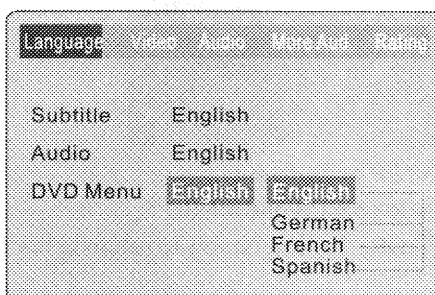 Language Video Audio More Aud Rating
Subtitle English
Audio English
DVD Menu English English
German
French
Spanish